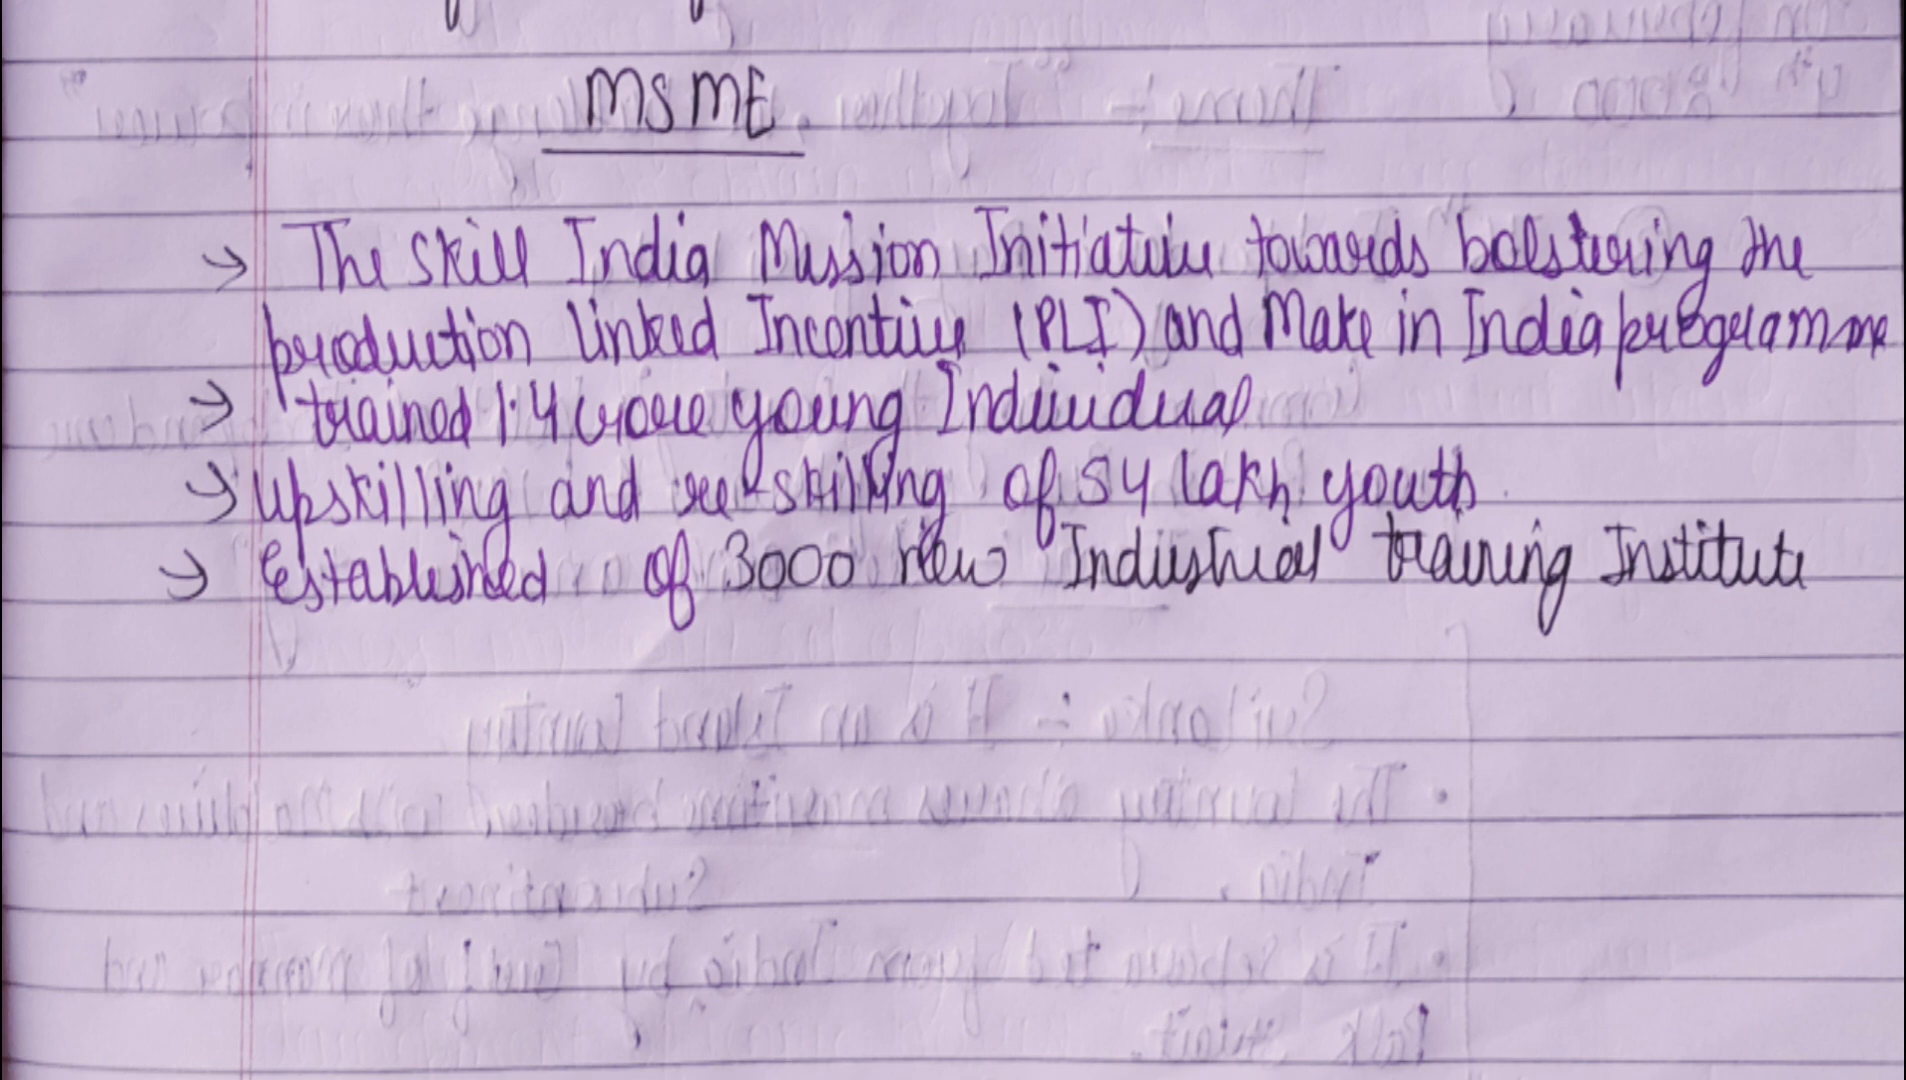 MSME
→ The Skill India Mission Initiative towards bolstering the
production linked Incentive (PLI) and Make in India programme
→ trained 1.4 crore young Individual
→ Upskilling and re-skilling of 54 lakh youth
→ Established of 3000 new Industrial training Institute